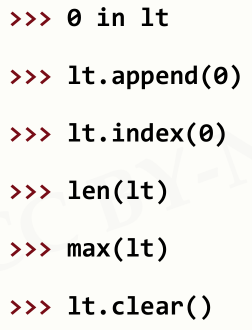 >>> 0 in lt
>>> lt.append(0)
>>> lt.index(0)
>>> len(lt)
>>> max(lt)
>>> lt.clear()